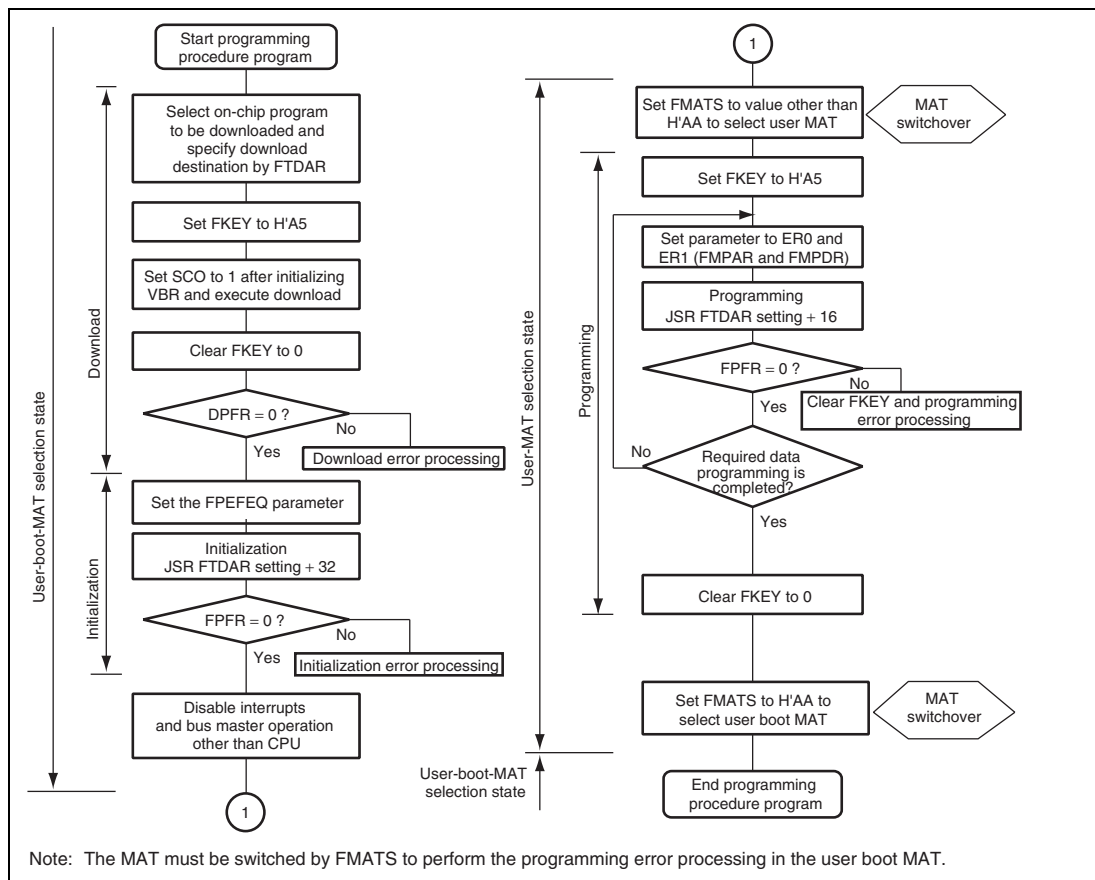 Start programming
procedure program
Select on-chip program
to be downloaded and
specify download
destination by FTDAR
Set FKEY to H'A5
Set SCO to 1 after initializing
VBR and execute download
Clear FKEY to 0
DPFR = 0 ?
No
Yes
Download error processing
Set the FPEFEQ parameter
Initialization
JSR FTDAR setting + 32
FPFR = 0 ?
No
Yes
Initialization error processing
Disable interrupts
and bus master operation
other than CPU
1
Download
Initialization
User-boot-MAT selection state
1
Set FMATS to value other than
H'AA to select user MAT
MAT
switchover
Set FKEY to H'A5
Set parameter to ER0 and
ER1 (FMPAR and FMPDR)
Programming
JSR FTDAR setting + 16
FPFR = 0 ?
No
Yes
Clear FKEY and programming
error processing
No
Required data
programming is
completed?
Yes
Clear FKEY to 0
Set FMATS to H'AA to
select user boot MAT
MAT
switchover
Programming
User-MAT selection state
User-boot-MAT
selection state
End programming
procedure program
Note: The MAT must be switched by FMATS to perform the programming error processing in the user boot MAT.